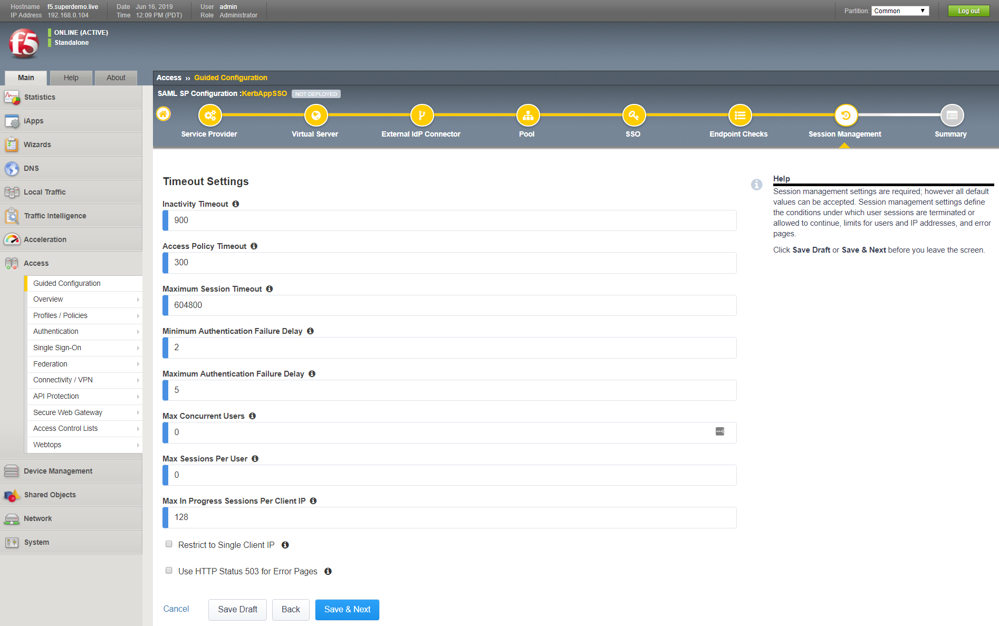 Hostname f5.superdemo.live Date Jun 16, 2019 User admin
IP Address 192.168.0.104 Time 12:09 PM (PDT) Role Administrator
Partition: Common Log out
f5
ONLINE (ACTIVE)
Standalone
Main Help About
Access ›› Guided Configuration
SAML SP Configuration :KerbAppSSO NOT DEPLOYED
Service Provider Virtual Server External IdP Connector Pool SSO Endpoint Checks Session Management Summary
Statistics
iApps
Wizards
DNS
Local Traffic
Traffic Intelligence
Acceleration
Access
Guided Configuration
Overview
Profiles / Policies
Authentication
Single Sign-On
Federation
Connectivity / VPN
API Protection
Secure Web Gateway
Access Control Lists
Webtops
Device Management
Shared Objects
Network
System
Timeout Settings
Inactivity Timeout
900
Access Policy Timeout
300
Maximum Session Timeout
604800
Minimum Authentication Failure Delay
2
Maximum Authentication Failure Delay
5
Max Concurrent Users
0
Max Sessions Per User
0
Max In Progress Sessions Per Client IP
128
Restrict to Single Client IP
Use HTTP Status 503 for Error Pages
Cancel Save Draft Back Save & Next
Help
Session management settings are required; however all default
values can be accepted. Session management settings define
the conditions under which user sessions are terminated or
allowed to continue, limits for users and IP addresses, and error
pages.
Click Save Draft or Save & Next before you leave the screen.